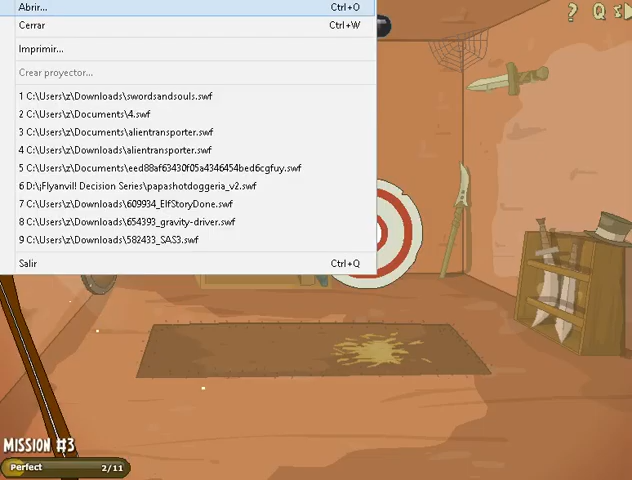 Abrir... Ctrl+O
Cerrar Ctrl+W
Imprimir...
Crear proyector...
1 C:\Users\z\Downloads\swordsandsouls.swf
2 C:\Users\z\Documents\4.swf
3 C:\Users\z\Downloads\alientransporter.swf
4 C:\Users\z\Downloads\alientransporter.swf
5 C:\Users\z\Documents\eed88af63430f05a4346454bed6cgfuy.swf
6 D:\¡Flyanvil! Decision Series\papashotdoggeria_v2.swf
7 C:\Users\z\Downloads\609934_ElfStoryDone.swf
8 C:\Users\z\Downloads\654393_gravity-driver.swf
9 C:\Users\z\Downloads\582433_SAS3.swf
Salir Ctrl+Q
? Q
MISSION #3
Perfect 2/11